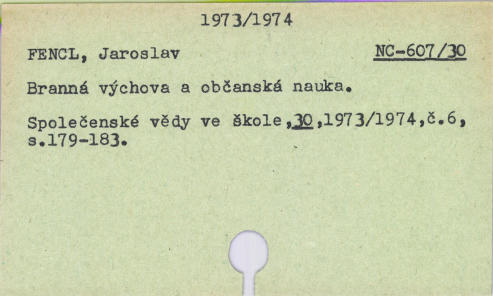 1973/1974
FENCL, Jaroslav NC-607/30
Branná výchova a občanská nauka.
Společenské vědy ve škole,30,1973/1974,č.6,
s.179-183.